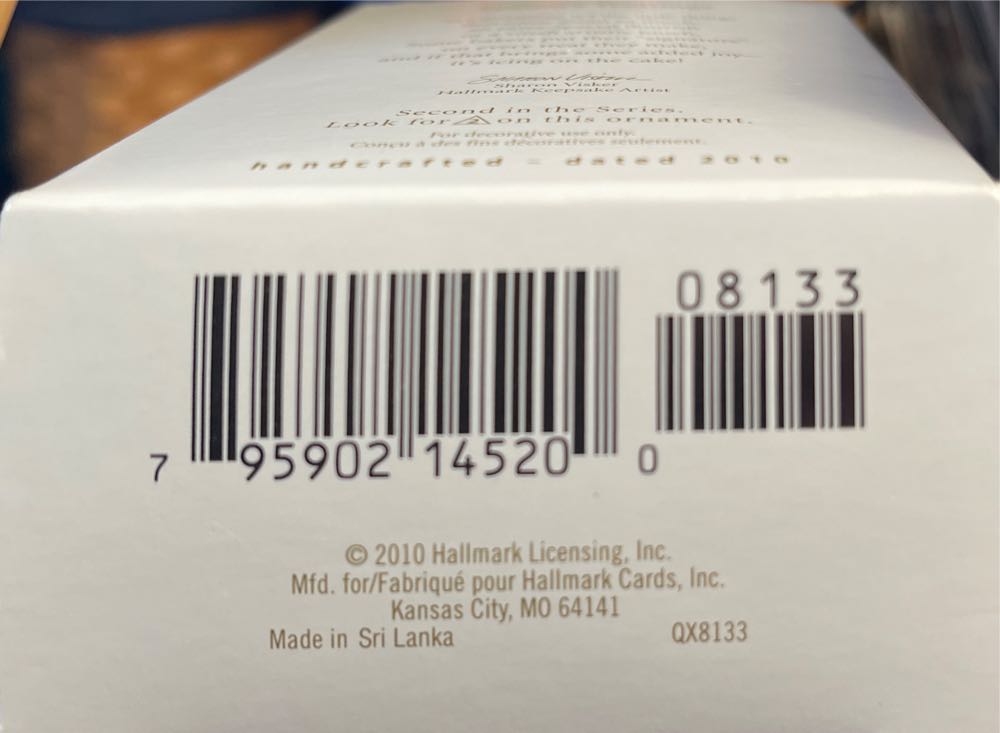 on every treat they make,
and if that brings some added joy—
it's icing on the cake!
Sharon Visker
Sharon Visker
Hallmark Keepsake Artist
Second in the Series.
Look for 2 on this ornament.
For decorative use only.
Conçu à des fins décoratives seulement.
handcrafted – dated 2010
08133
7 95902 14520 0
© 2010 Hallmark Licensing, Inc.
Mfd. for/Fabriqué pour Hallmark Cards, Inc.
Kansas City, MO 64141
Made in Sri Lanka QX8133